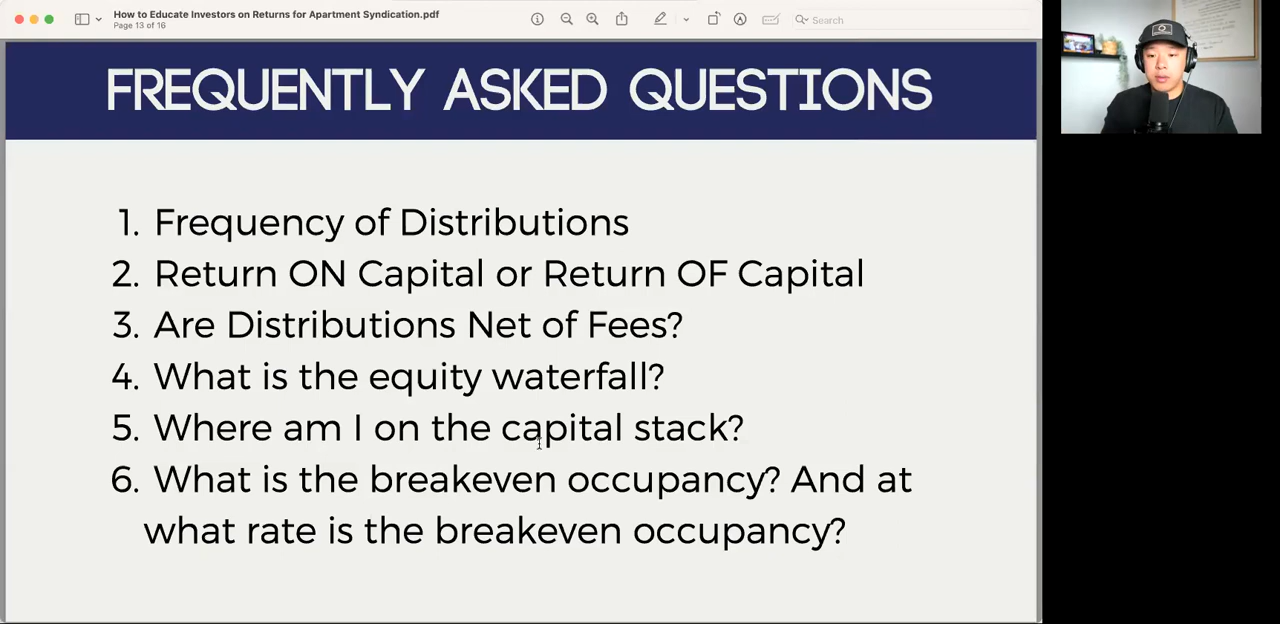 How to Educate Investors on Returns for Apartment Syndication.pdf
Page 13 of 16
Search
FREQUENTLY ASKED QUESTIONS
1. Frequency of Distributions
2. Return ON Capital or Return OF Capital
3. Are Distributions Net of Fees?
4. What is the equity waterfall?
5. Where am I on the capital stack?
6. What is the breakeven occupancy? And at
what rate is the breakeven occupancy?